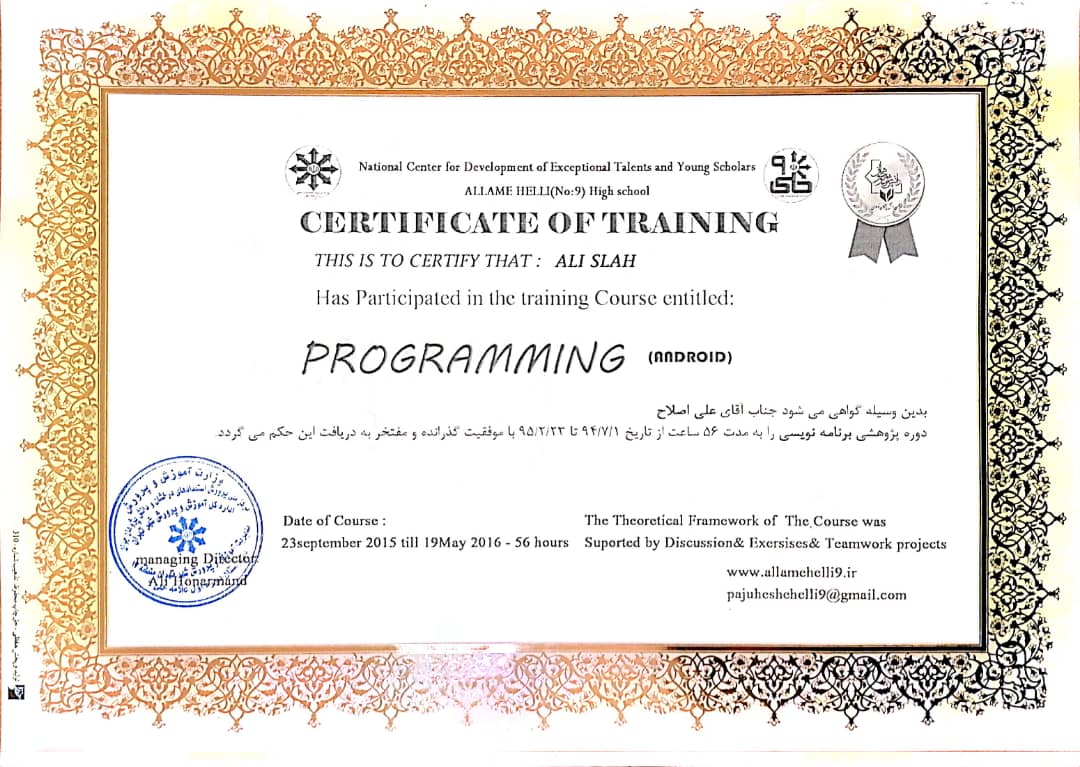 National Center for Development of Exceptional Talents and Young Scholars
ALLAME HELLI(No:9) High school
CERTIFICATE OF TRAINING
THIS IS TO CERTIFY THAT : ALI SLAH
Has Participated in the training Course entitled:
PROGRAMMING (ANDROID)
بدین وسیله گواهی می شود جناب آقای علی اصلاح
دوره پژوهشی برنامه نویسی را به مدت ۵۶ ساعت از تاریخ ۹۴/۷/۱ تا ۹۵/۲/۲۳ با موفقیت گذرانده و مفتخر به دریافت این حکم می گردد.
وزارت آموزش و پرورش
managing Director
Ali Honarmand
Date of Course :
23september 2015 till 19May 2016 - 56 hours
The Theoretical Framework of The Course was
Suported by Discussion& Exersises& Teamwork projects
www.allamehelli9.ir
pajuheshehelli9@gmail.com